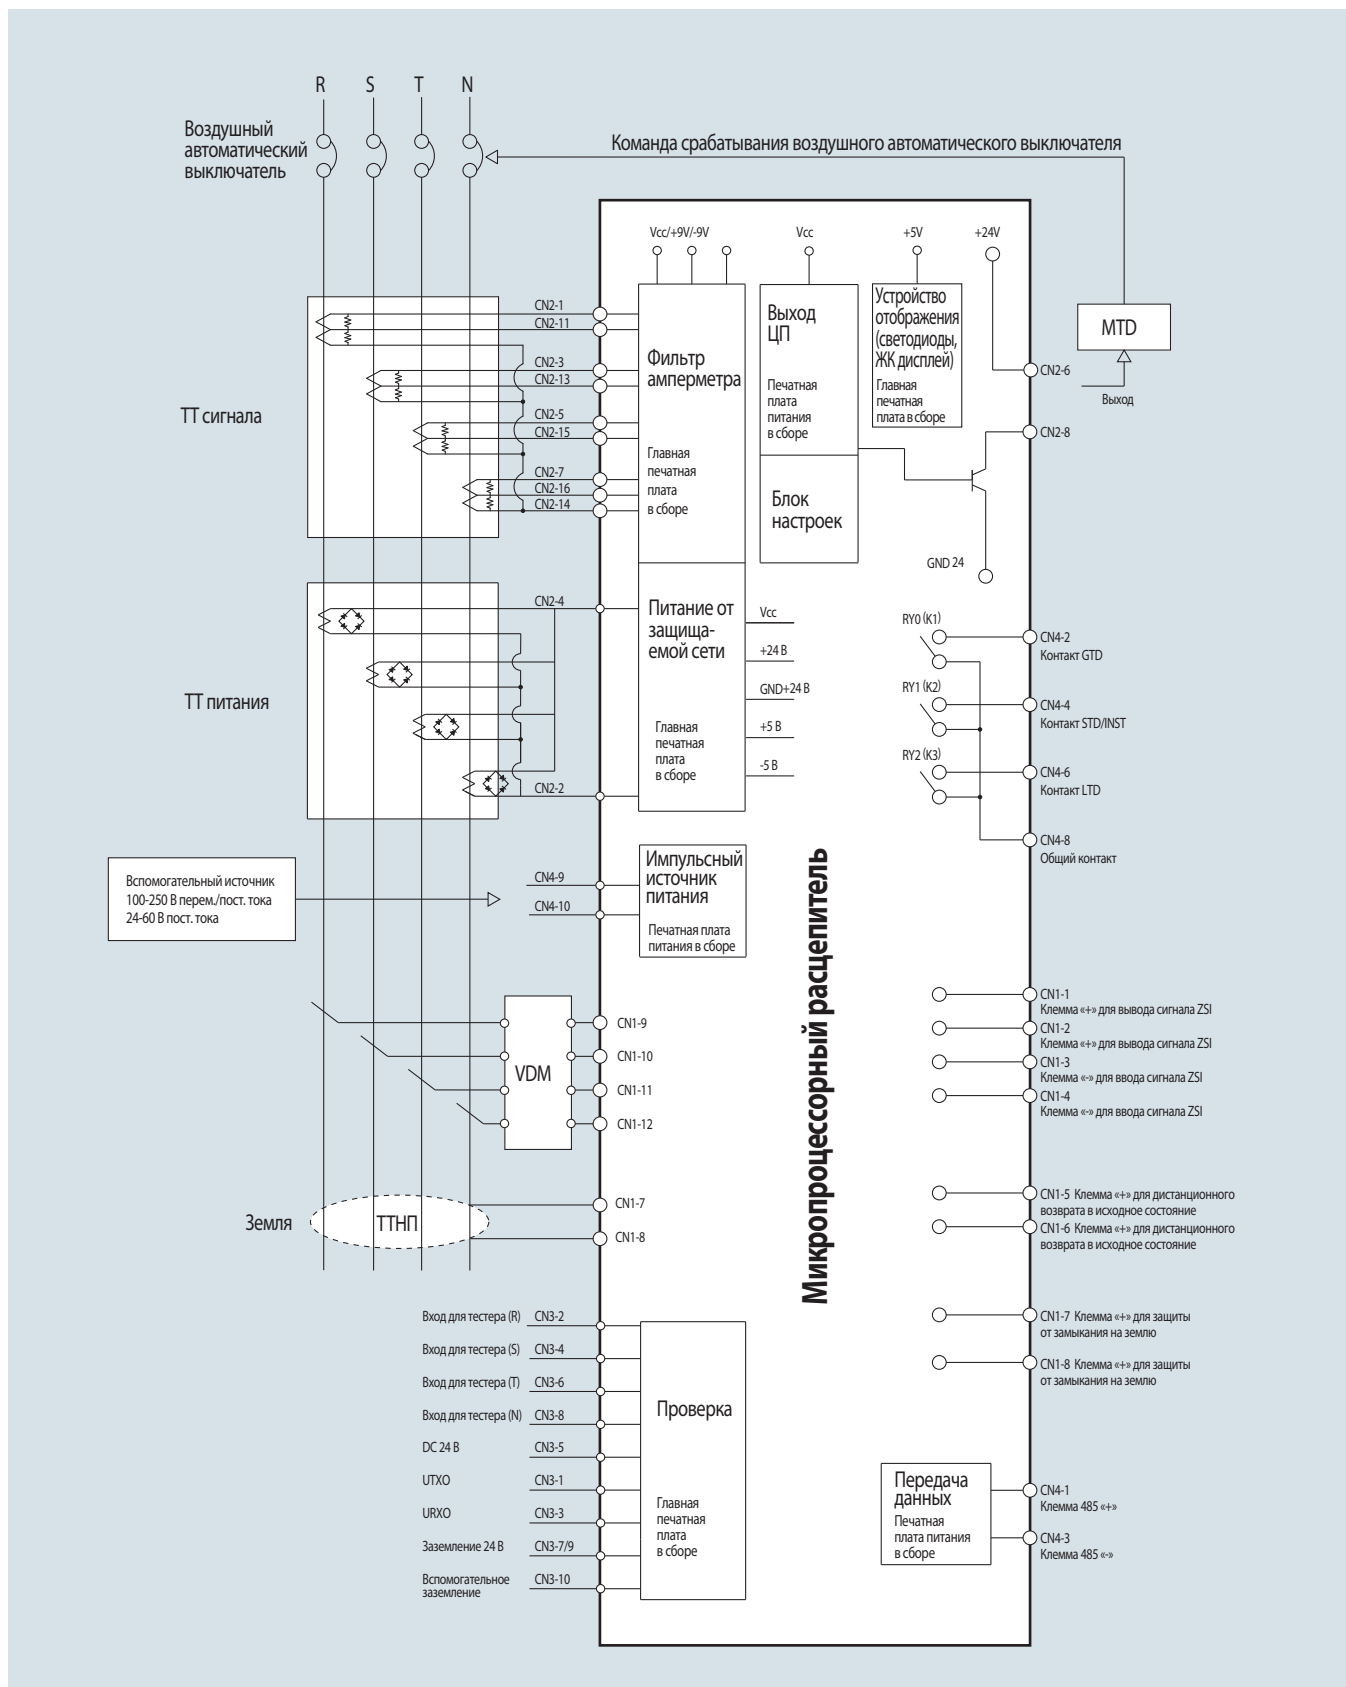 R S T N
Воздушный
автоматический
выключатель
Команда срабатывания воздушного автоматического выключателя
Vcc/+9V/-9V
Vcc
+5V
+24V
ТТ сигнала
CN2-1
CN2-11
CN2-3
CN2-13
CN2-5
CN2-15
CN2-7
CN2-16
CN2-14
Фильтр
амперметра
Главная
печатная
плата
в сборе
Выход
ЦП
Печатная
плата
питания
в сборе
Блок
настроек
Устройство
отображения
(светодиоды,
ЖК дисплей)
Главная
печатная
плата в сборе
MTD
Выход
CN2-6
CN2-8
GND 24
ТТ питания
CN2-4
CN2-2
Питание от
защища-
емой сети
Главная
печатная
плата
в сборе
Vcc
+24 В
GND+24 В
+5 В
-5 В
RY0 (K1)
CN4-2
Контакт GTD
RY1 (K2)
CN4-4
Контакт STD/INST
RY2 (K3)
CN4-6
Контакт LTD
CN4-8
Общий контакт
Вспомогательный источник
100-250 В перем./пост. тока
24-60 В пост. тока
CN4-9
CN4-10
Импульсный
источник
питания
Печатная плата
питания в сборе
Микропроцессорный расцепитель
VDM
CN1-9
CN1-10
CN1-11
CN1-12
CN1-1
Клемма «+» для вывода сигнала ZSI
CN1-2
Клемма «+» для вывода сигнала ZSI
CN1-3
Клемма «-» для ввода сигнала ZSI
CN1-4
Клемма «-» для ввода сигнала ZSI
Земля
ТТНП
CN1-7
CN1-8
CN1-5 Клемма «+» для дистанционного
возврата в исходное состояние
CN1-6 Клемма «+» для дистанционного
возврата в исходное состояние
CN1-7 Клемма «+» для защиты
от замыкания на землю
CN1-8 Клемма «+» для защиты
от замыкания на землю
Вход для тестера (R) CN3-2
Вход для тестера (S) CN3-4
Вход для тестера (T) CN3-6
Вход для тестера (N) CN3-8
DC 24 В CN3-5
UTXO CN3-1
URXO CN3-3
Заземление 24 В CN3-7/9
Вспомогательное CN3-10
заземление
Проверка
Главная
печатная
плата
в сборе
Передача
данных
Печатная
плата питания
в сборе
CN4-1
Клемма 485 «+»
CN4-3
Клемма 485 «-»